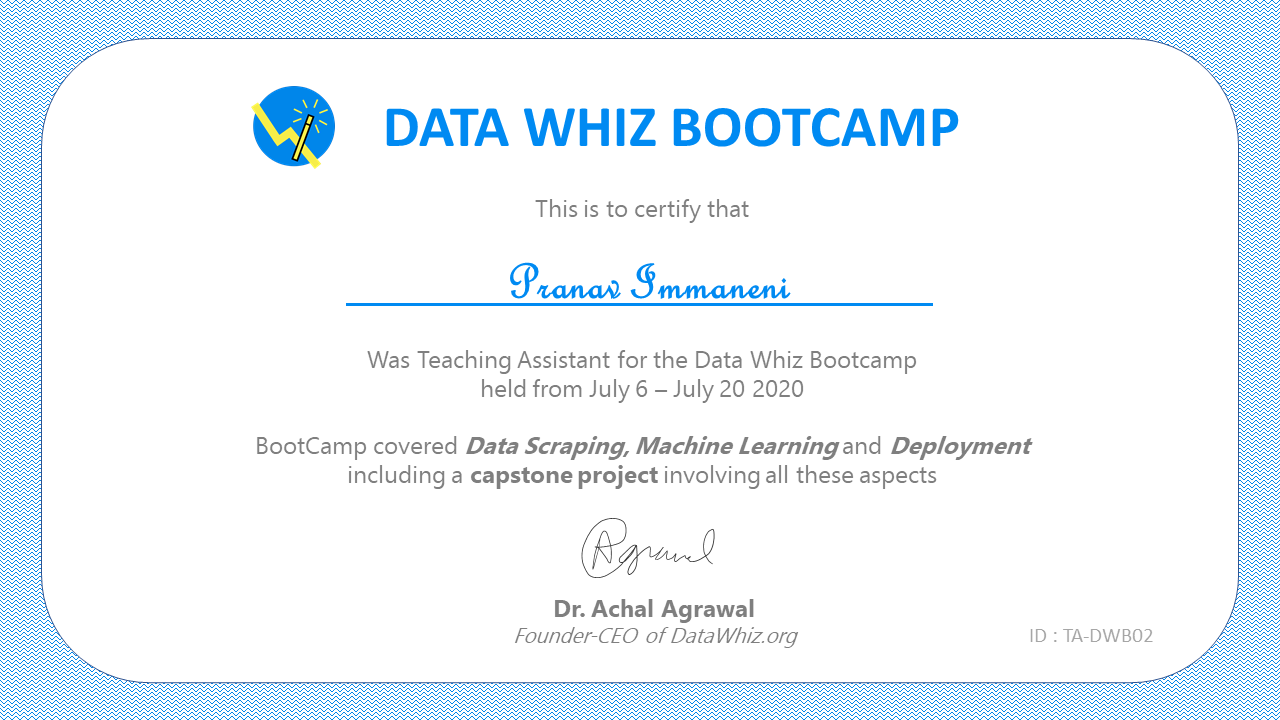 DATA WHIZ BOOTCAMP
This is to certify that
Pranav Immaneni
Was Teaching Assistant for the Data Whiz Bootcamp
held from July 6 – July 20 2020
BootCamp covered Data Scraping, Machine Learning and Deployment
including a capstone project involving all these aspects
Agrawal
Dr. Achal Agrawal
Founder-CEO of DataWhiz.org
ID : TA-DWB02